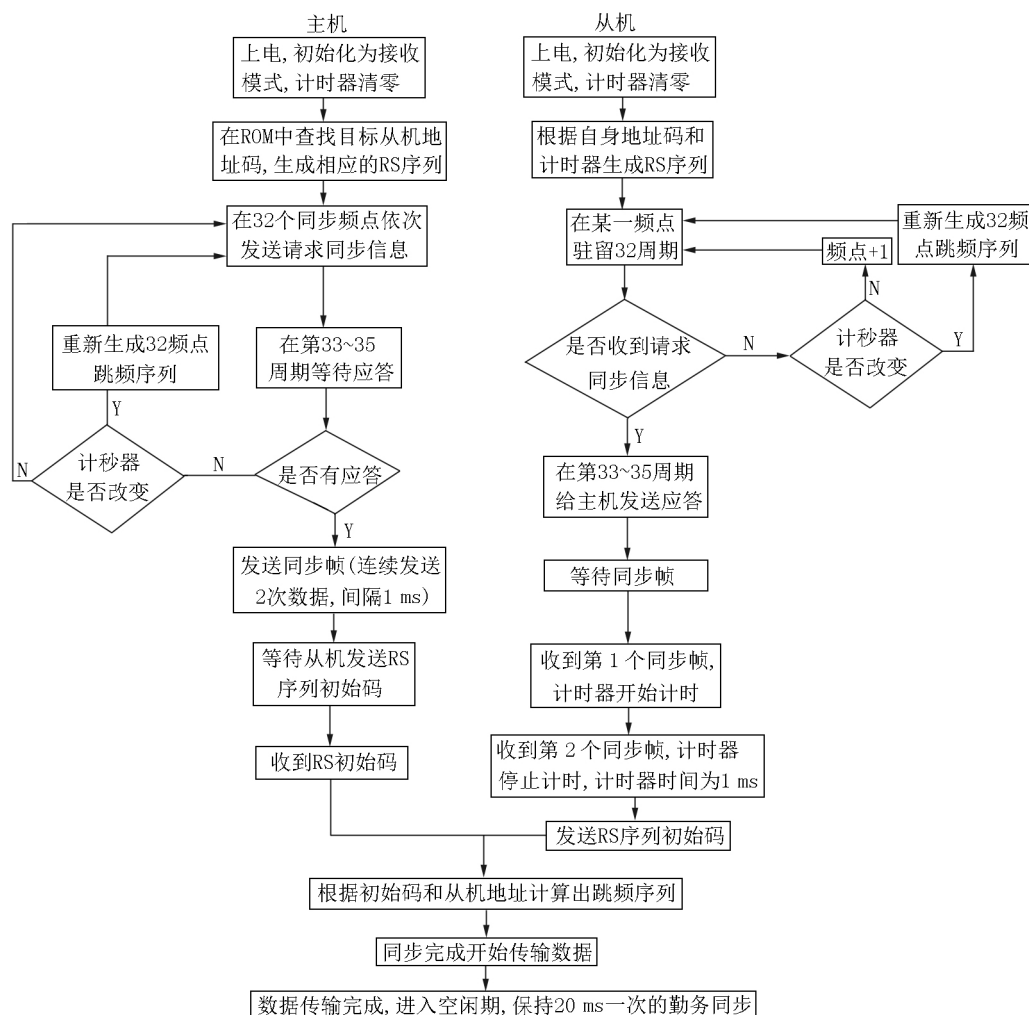 主机
上电,初始化为接收
模式,计时器清零
在ROM中查找目标从机地
址码,生成相应的RS序列
在32个同步频点依次
发送请求同步信息
重新生成32频点
跳频序列
在第33~35
周期等待应答
Y
N
计秒器
是否改变
N
是否有应答
Y
发送同步帧(连续发送
2次数据,间隔1 ms)
等待从机发送RS
序列初始码
收到RS初始码
从机
上电,初始化为接收
模式,计时器清零
根据自身地址码和
计时器生成RS序列
在某一频点
驻留32周期
重新生成32频
点跳频序列
频点+1
N
是否收到请求
同步信息
N
计秒器
是否改变
Y
Y
在第33~35周期
给主机发送应答
等待同步帧
收到第 1 个同步帧,
计时器开始计时
收到第 2 个同步帧,计时器
停止计时,计时器时间为1 ms
发送RS序列初始码
根据初始码和从机地址计算出跳频序列
同步完成开始传输数据
数据传输完成,进入空闲期,保持20 ms一次的勤务同步